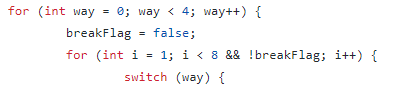 for (int way = 0; way < 4; way++) {
breakFlag = false;
for (int i = 1; i < 8 && !breakFlag; i++) {
switch (way) {